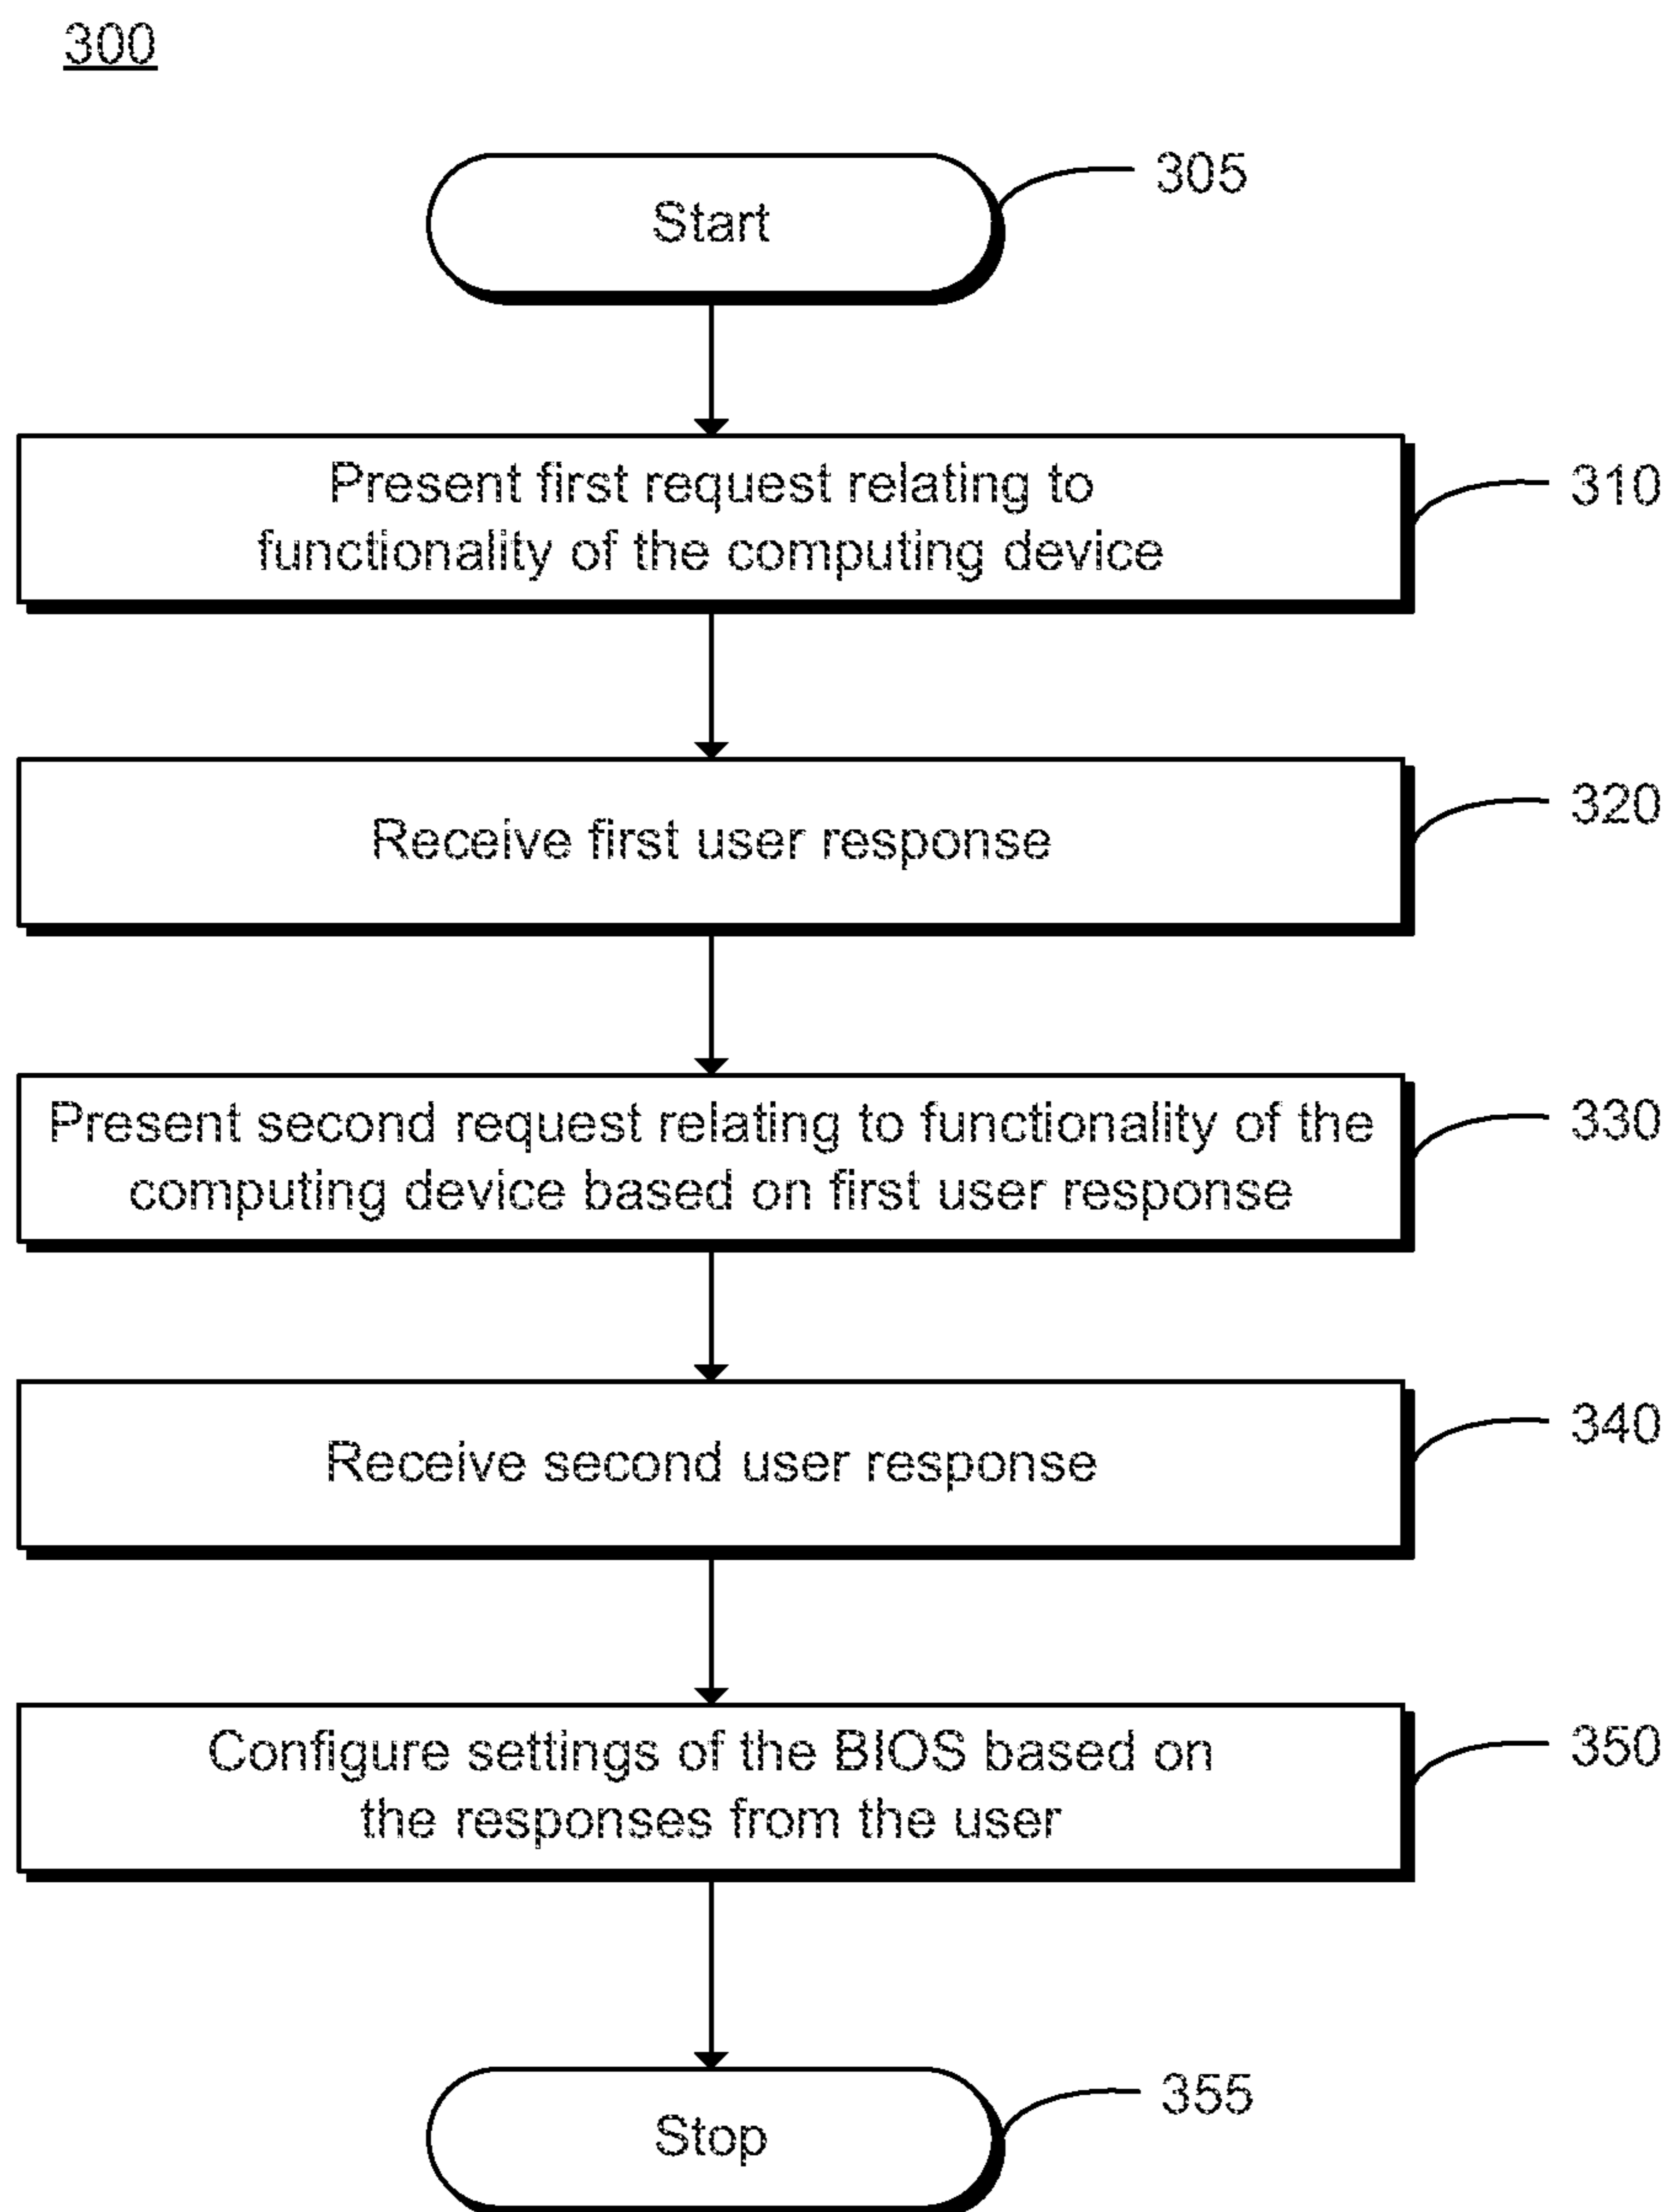 300
Start
305
Present first request relating to
functionality of the computing device
310
Receive first user response
320
Present second request relating to functionality of the
computing device based on first user response
330
Receive second user response
340
Configure settings of the BIOS based on
the responses from the user
350
Stop
355